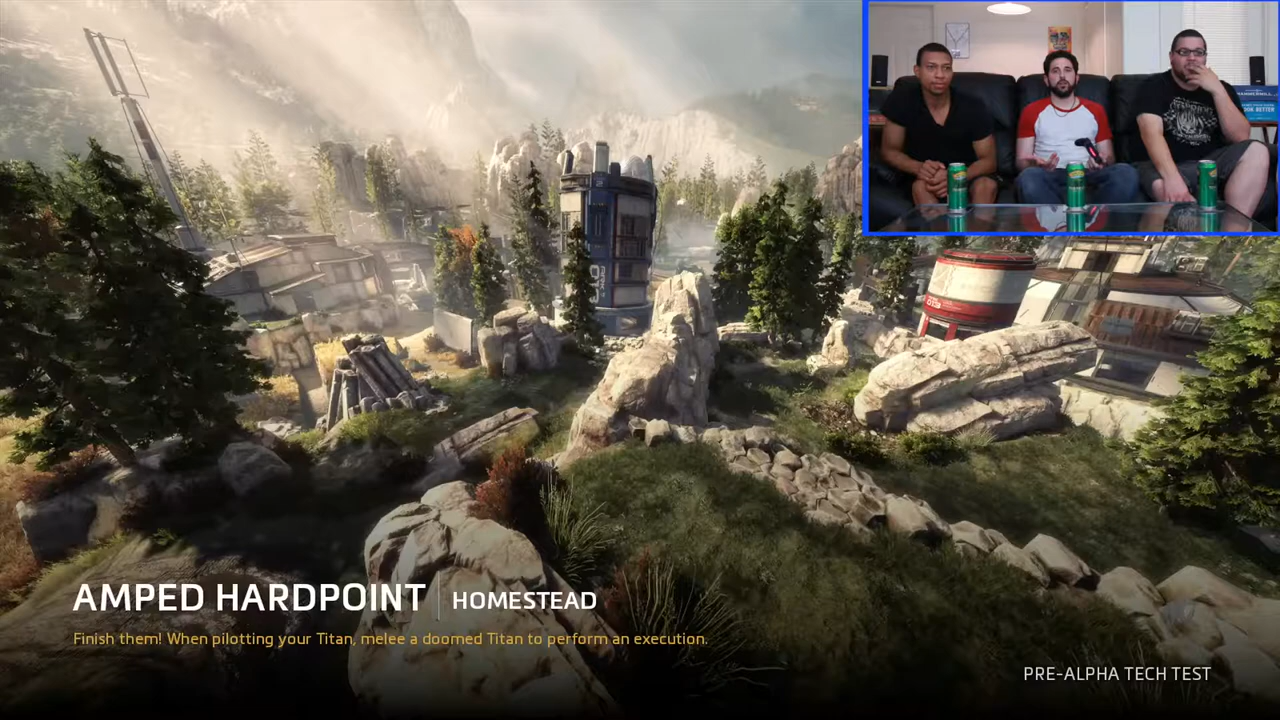 AMPED HARDPOINT
HOMESTEAD
Finish them! When pilotting your Titan, melee a doomed Titan to perform an execution.
PRE-ALPHA TECH TEST